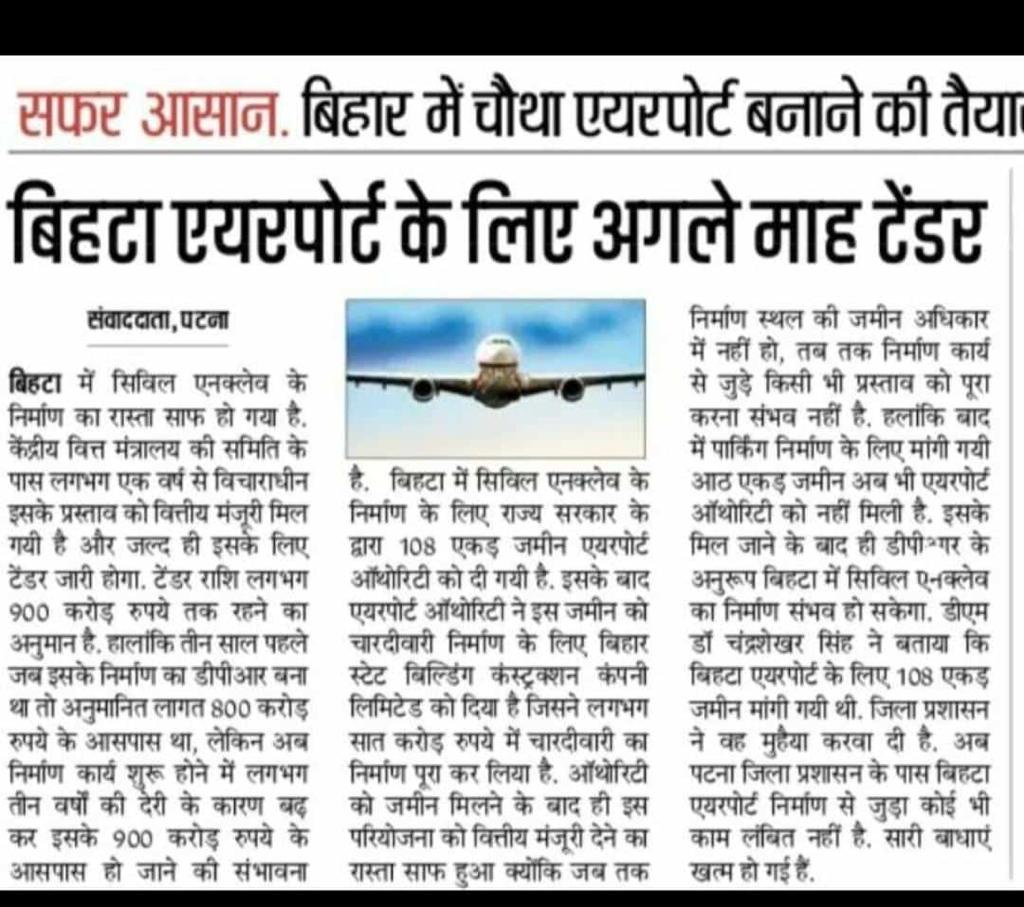 सफर आसान. बिहार में चौथा एयरपोर्ट बनाने की
बिहटा एयरपोर्ट के लिए अगले माह टेंडर
संवाददाता, पटना
बिहटा में सिविल एनक्लेव के
निर्माण का रास्ता साफ हो गया है.
केंद्रीय वित्त मंत्रालय की समिति के
पास लगभग एक वर्ष से विचाराधीन
इसके प्रस्ताव को वित्तीय मंजूरी मिल
गयी है और जल्द ही इसके लिए
टेंडर जारी होगा. टेंडर राशि लगभग
900 करोड़ रुपये तक रहने का
अनुमान है. हालांकि तीन साल पहले
जब इसके निर्माण का डीपीआर बना
था तो अनुमानित लागत 800 करोड़
रुपये के आसपास था, लेकिन अब
निर्माण कार्य शुरू होने में लगभग
तीन वर्षों की देरी के कारण बढ़
कर इसके 900 करोड़ रुपये के
आसपास हो जाने की संभावना
है. बिहटा में सिविल एनक्लेव के
निर्माण के लिए राज्य सरकार के
द्वारा 108 एकड़ जमीन एयरपोर्ट
ऑथोरिटी को दी गयी है. इसके बाद
एयरपोर्ट ऑथोरिटी ने इस जमीन को
चारदीवारी निर्माण के लिए बिहार
स्टेट बिल्डिंग कंस्ट्रक्शन कंपनी
लिमिटेड को दिया है जिसने लगभग
सात करोड़ रुपये में चारदीवारी का
निर्माण पूरा कर लिया है. ऑथोरिटी
को जमीन मिलने के बाद ही इस
परियोजना को वित्तीय मंजूरी देने का
रास्ता साफ हुआ क्योंकि जब तक
निर्माण स्थल की जमीन अधिकार
में नहीं हो, तब तक निर्माण कार्य
से जुड़े किसी भी प्रस्ताव को पूरा
करना संभव नहीं है. हलांकि बाद
में पार्किंग निर्माण के लिए मांगी गयी
आठ एकड़ जमीन अब भी एयरपोर्ट
ऑथोरिटी को नहीं मिली है. इसके
मिल जाने के बाद ही के
अनुरूप बिहटा में सिविल एनक्लेव
का निर्माण संभव हो सकेगा. डीएम
डॉ चंद्रशेखर सिंह ने बताया कि
बिहटा एयरपोर्ट के लिए 108 एकड़
जमीन मांगी गयी थी. जिला प्रशासन
ने वह मुहैया करवा दी है. अब
पटना जिला प्रशासन के पास बिहटा
एयरपोर्ट निर्माण से जुड़ा कोई भी
काम लंबित नहीं है. सारी बाधाएं
खत्म हो गई हैं.